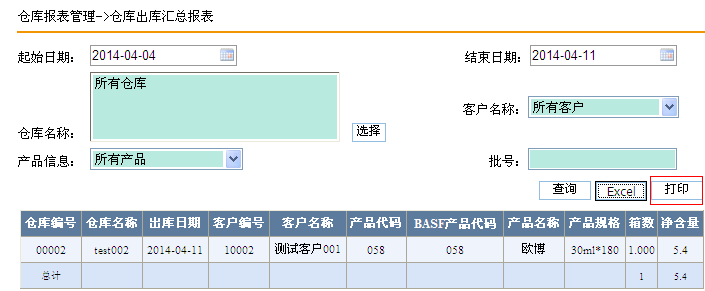 仓库报表管理->仓库出库汇总报表
起始日期： 2014-04-04 结束日期： 2014-04-11
仓库名称： 所有仓库 选择 客户名称： 所有客户
产品信息： 所有产品 批号：
查询 Excel 打印
仓库编号 仓库名称 出库日期 客户编号 客户名称 产品代码 BASF产品代码 产品名称 产品规格 箱数 净含量
00002 test002 2014-04-11 10002 测试客户001 058 058 欧博 30ml*180 1.000 5.4
总计 1 5.4